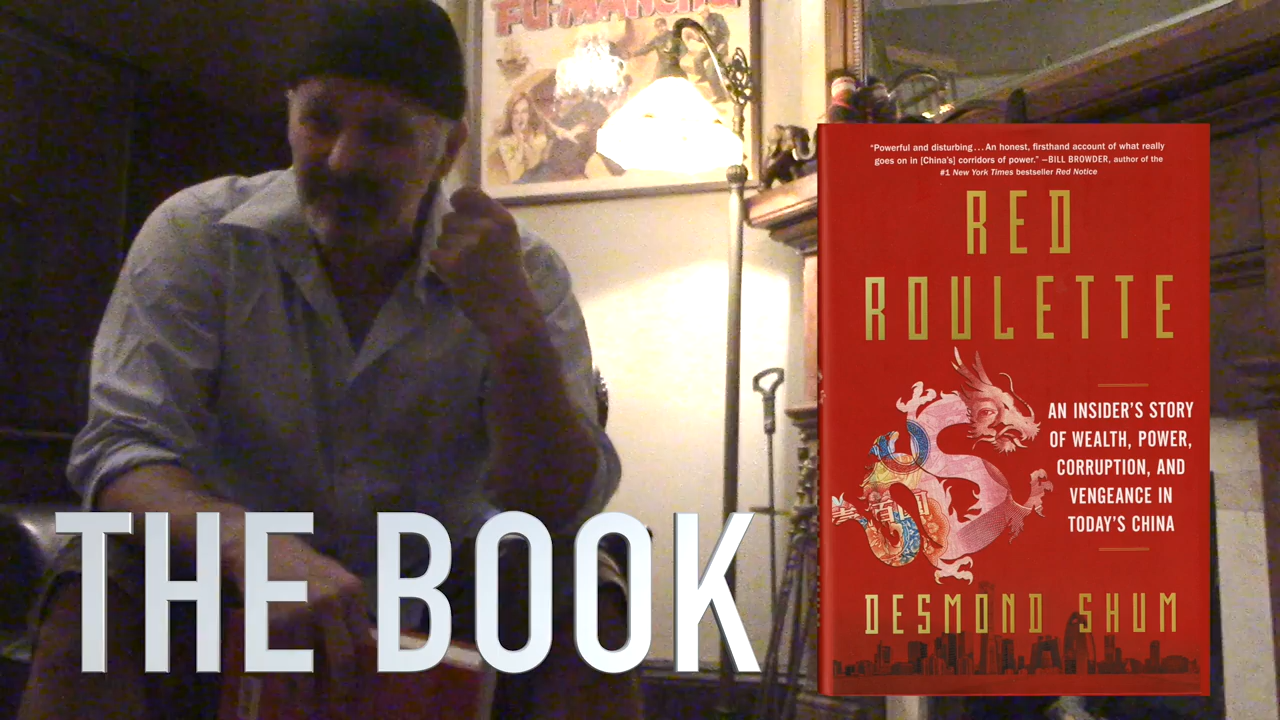 FU-MANCHU
"Powerful and disturbing...An honest, firsthand account of what really
goes on in [China's] corridors of power." —BILL BROWDER, author of the
#1 New York Times bestseller Red Notice
RED
ROULETTE
AN INSIDER'S STORY
OF WEALTH, POWER,
CORRUPTION, AND
VENGEANCE IN
TODAY'S CHINA
DESMOND SHUM
THE BOOK